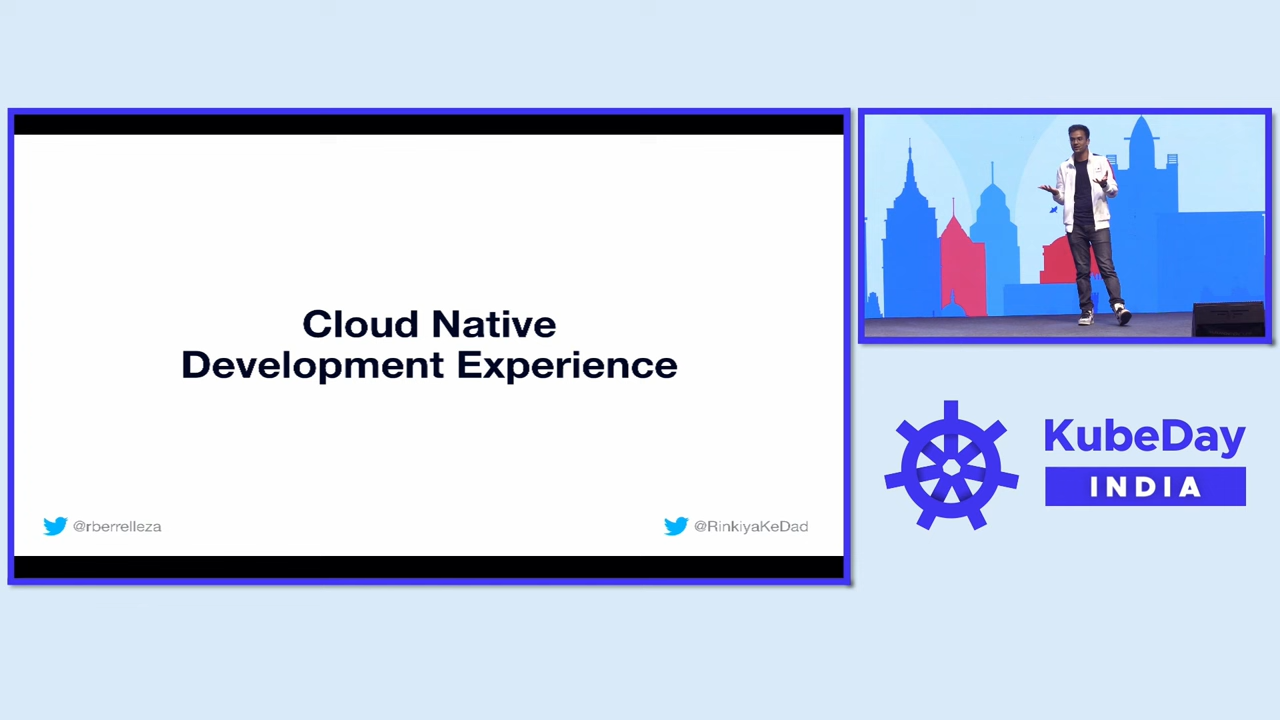 Cloud Native
Development Experience
@rberrelleza
@RinkiyaKeDad
KubeDay
INDIA